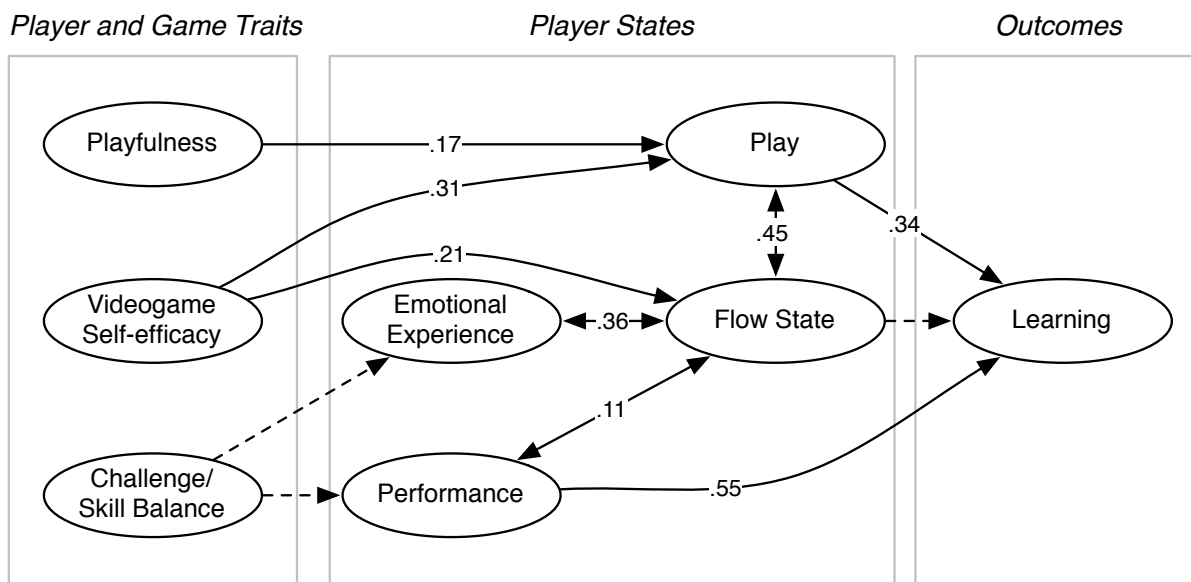 Player and Game Traits
Player States
Outcomes
Playfulness
.17
Play
.31
.34
.45
.21
Videogame
Self-efficacy
Emotional
Experience
.36
Flow State
Learning
.11
Challenge/
Skill Balance
Performance
.55